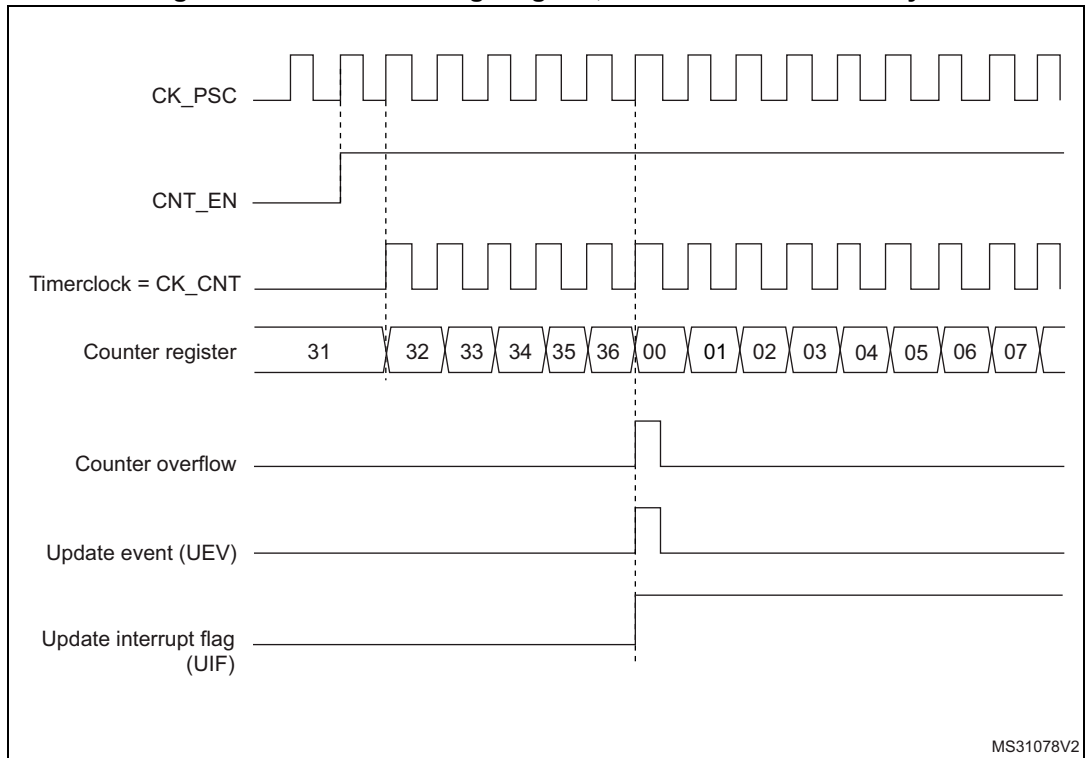 CK_PSC
CNT_EN
Timerclock = CK_CNT
Counter register 31 32 33 34 35 36 00 01 02 03 04 05 06 07
Counter overflow
Update event (UEV)
Update interrupt flag
(UIF)
MS31078V2